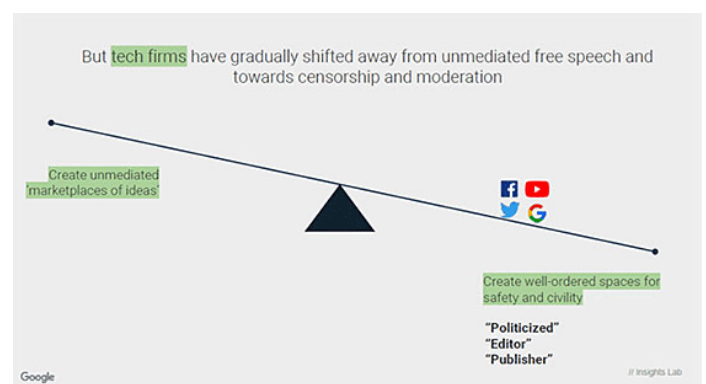 But tech firms have gradually shifted away from unmediated free speech and
towards censorship and moderation
Create unmediated
'marketplaces of ideas'
Create well-ordered spaces for
safety and civility
"Politicized"
"Editor"
"Publisher"
Google
// Insights Lab